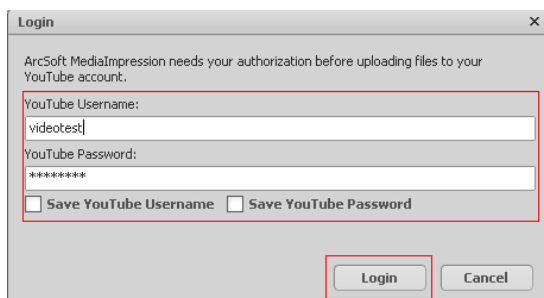 Login
ArcSoft MediaImpression needs your authorization before uploading files to your
YouTube account.
YouTube Username:
videotest
YouTube Password:
********
Save YouTube Username Save YouTube Password
Login Cancel